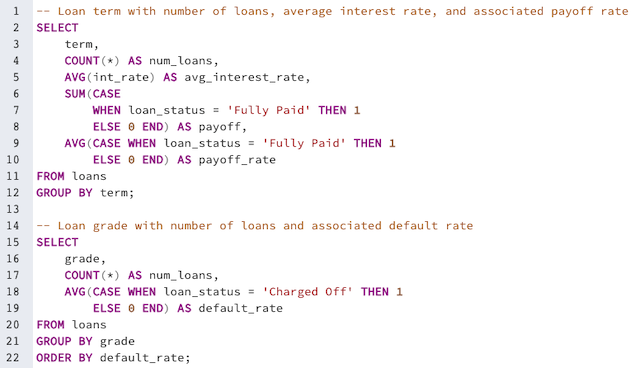 1 -- Loan term with number of loans, average interest rate, and associated payoff rate
2 SELECT
3     term,
4     COUNT(*) AS num_loans,
5     AVG(int_rate) AS avg_interest_rate,
6     SUM(CASE
7         WHEN loan_status = 'Fully Paid' THEN 1
8         ELSE 0 END) AS payoff,
9     AVG(CASE WHEN loan_status = 'Fully Paid' THEN 1
10         ELSE 0 END) AS payoff_rate
11 FROM loans
12 GROUP BY term;
13
14 -- Loan grade with number of loans and associated default rate
15 SELECT
16     grade,
17     COUNT(*) AS num_loans,
18     AVG(CASE WHEN loan_status = 'Charged Off' THEN 1
19         ELSE 0 END) AS default_rate
20 FROM loans
21 GROUP BY grade
22 ORDER BY default_rate;